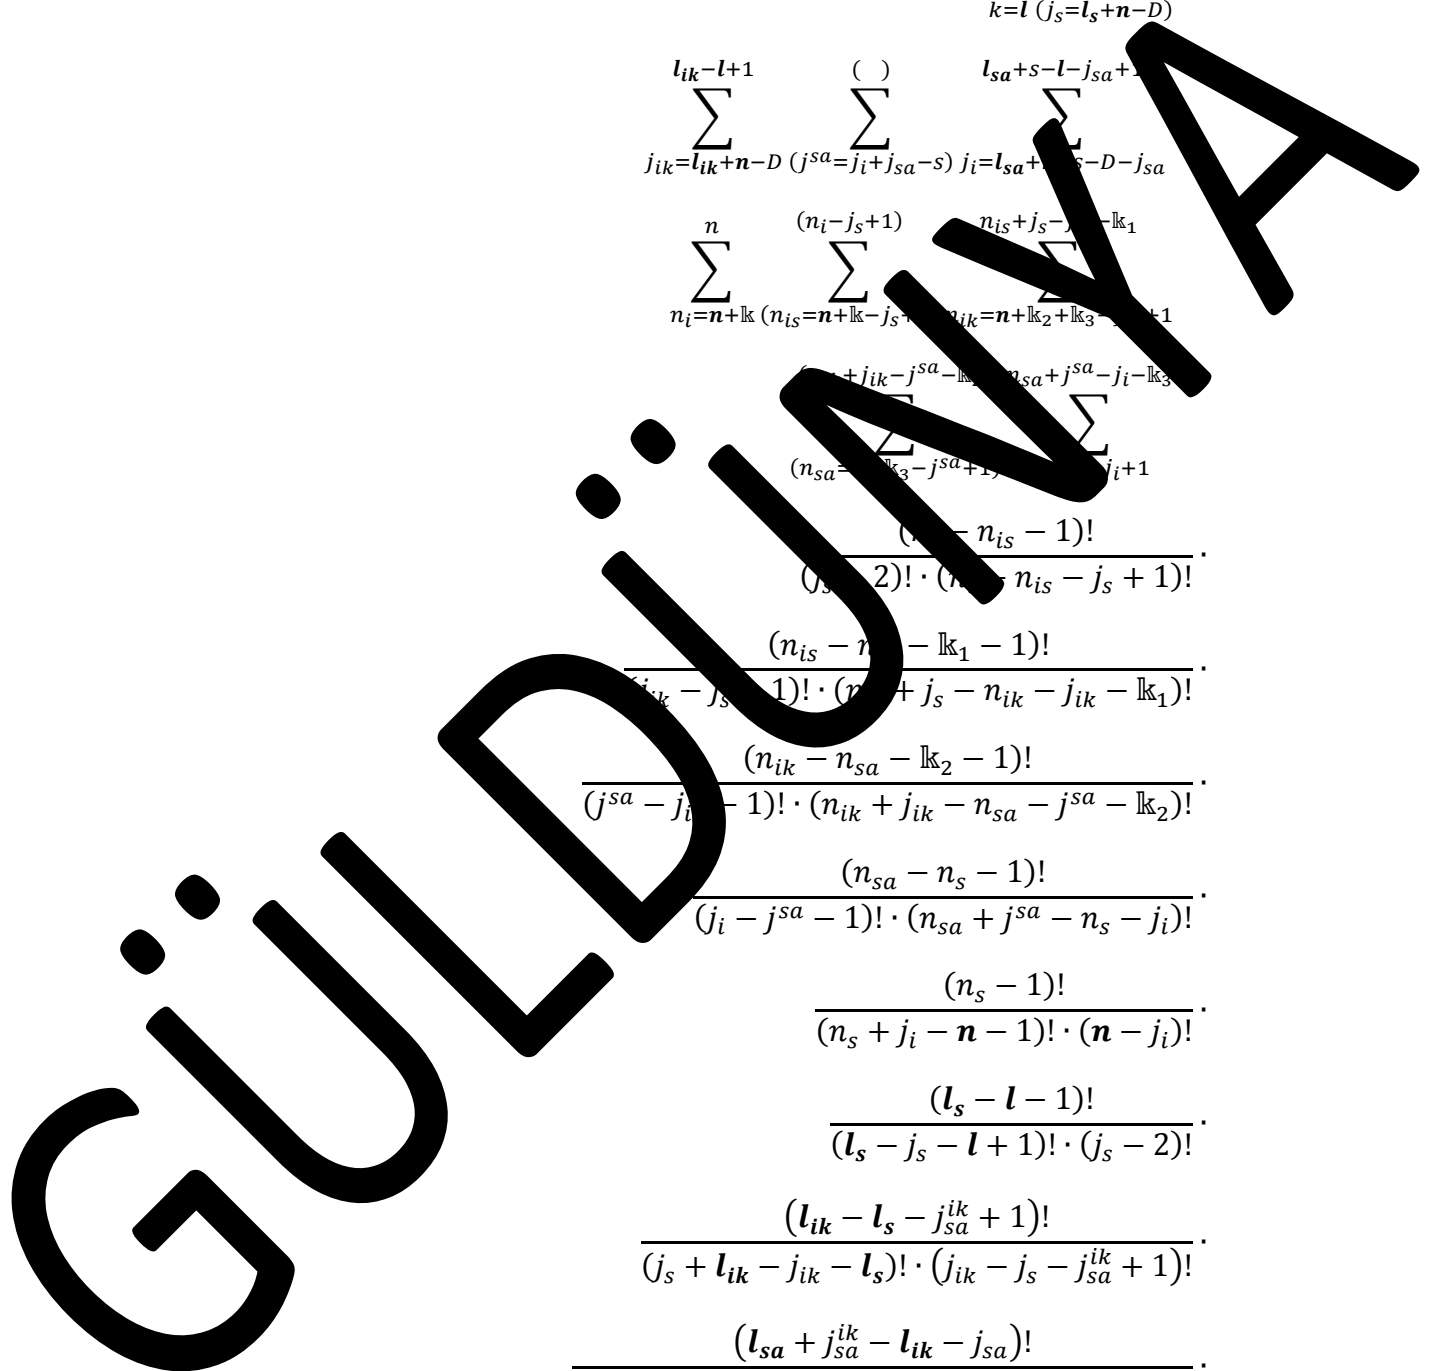 k=l (j_s=l_s+n−D)
l_ik−l+1 ( ) l_sa+s−l−j_sa+1
∑ ∑ ∑
j_ik=l_ik+n−D (j^sa=j_i+j_sa−s) j_i=l_sa+ s−D−j_sa
n (n_i−j_s+1) n_is+j_s− −𝕜_1
∑ ∑ ∑
n_i=n+𝕜 (n_is=n+𝕜−j_s+ n_ik=n+𝕜_2+𝕜_3− +1
+j_ik−j^sa−𝕜 n_sa+j^sa−j_i−𝕜_3
∑ ∑
(n_sa= 𝕜_3−j^sa+1) j_i+1
( − n_is − 1)!
(j_s 2)! · ( − n_is − j_s + 1)!
·
(n_is − n − 𝕜_1 − 1)!
(j_ik − j_s 1)! · (n + j_s − n_ik − j_ik − 𝕜_1)!
·
(n_ik − n_sa − 𝕜_2 − 1)!
(j^sa − j_i − 1)! · (n_ik + j_ik − n_sa − j^sa − 𝕜_2)!
·
(n_sa − n_s − 1)!
(j_i − j^sa − 1)! · (n_sa + j^sa − n_s − j_i)!
·
(n_s − 1)!
(n_s + j_i − n − 1)! · (n − j_i)!
·
(l_s − l − 1)!
(l_s − j_s − l + 1)! · (j_s − 2)!
·
(l_ik − l_s − j_sa^ik + 1)!
(j_s + l_ik − j_ik − l_s)! · (j_ik − j_s − j_sa^ik + 1)!
·
(l_sa + j_sa^ik − l_ik − j_sa)!
·
GÜLDÜNYA